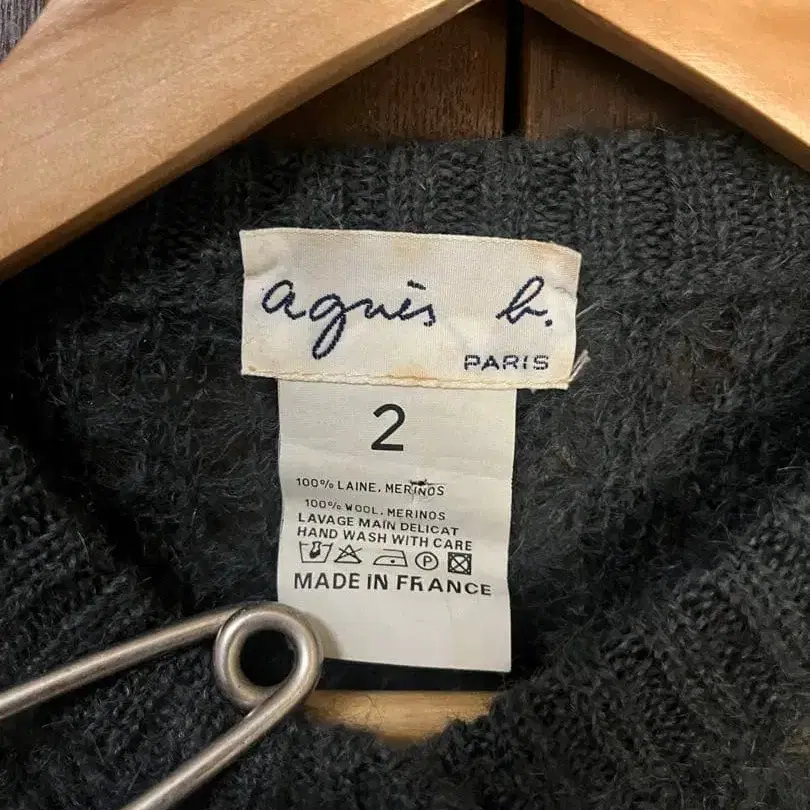 agnès b.
PARIS
2
100% LAINE. MERINOS
100% WOOL. MERINOS
LAVAGE MAIN DELICAT
HAND WASH WITH CARE
P
MADE IN FRANCE